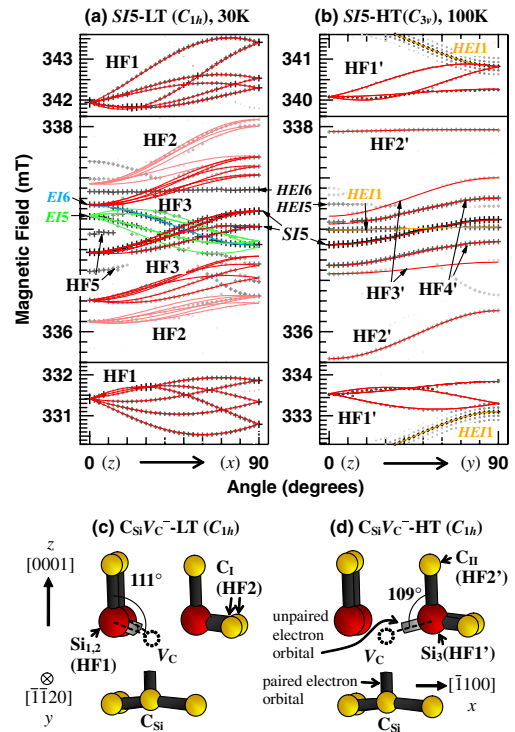 (a) SI5-LT (C1h), 30K
(b) SI5-HT(C3v), 100K
Magnetic Field (mT)
343
342
338
336
332
331
HF1
HF2
HF3
HF3
HF5
HF2
HF1
EI6
EI5
HEI6
HEI5
SI5
0 (z) (x) 90
341
340
338
336
334
333
HEI1
HF1'
HF2'
HEI1
HF3'
HF4'
HF2'
HF1'
HEI1
0 (z) (y) 90
Angle (degrees)
(c) CSiVC−-LT (C1h)
(d) CSiVC−-HT (C1h)
z
[0001]
111°
CI
(HF2)
Si1,2
(HF1)
VC
⊗
[1̅1̅20]
y
CSi
109°
CII
(HF2')
unpaired
electron
orbital
VC
Si3(HF1')
paired electron
orbital
[1̅100]
x
CSi